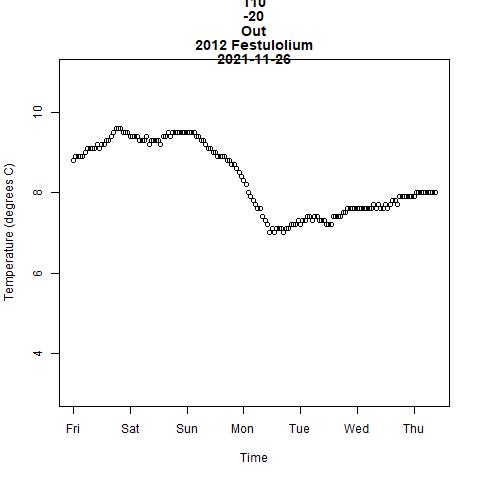 110
-20
Out
2012 Festulolium
2021-11-26
Temperature (degrees C)
10
8
6
4
Fri
Sat
Sun
Mon
Tue
Wed
Thu
Time